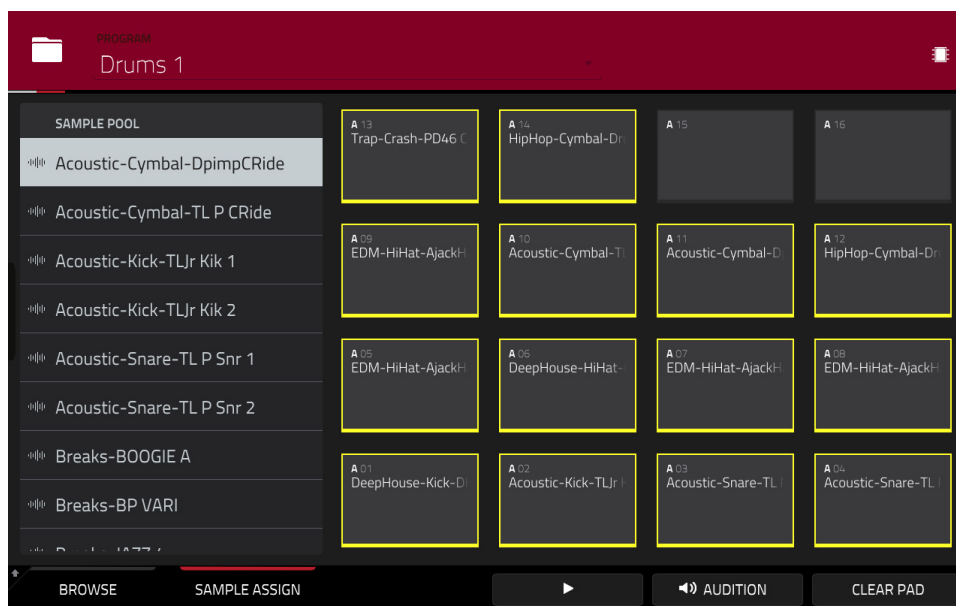 PROGRAM
Drums 1
SAMPLE POOL
Acoustic-Cymbal-DpimpCRide
Acoustic-Cymbal-TL P CRide
Acoustic-Kick-TLJr Kik 1
Acoustic-Kick-TLJr Kik 2
Acoustic-Snare-TL P Snr 1
Acoustic-Snare-TL P Snr 2
Breaks-BOOGIE A
Breaks-BP VARI
A 13
Trap-Crash-PD46 C
A 14
HipHop-Cymbal-Dr
A 15
A 16
A 09
EDM-HiHat-AjackH
A 10
Acoustic-Cymbal-TL
A 11
Acoustic-Cymbal-D
A 12
HipHop-Cymbal-Dr
A 05
EDM-HiHat-AjackH
A 06
DeepHouse-HiHat-
A 07
EDM-HiHat-AjackH
A 08
EDM-HiHat-AjackH
A 01
DeepHouse-Kick-D
A 02
Acoustic-Kick-TLJr
A 03
Acoustic-Snare-TL
A 04
Acoustic-Snare-TL
BROWSE
SAMPLE ASSIGN
AUDITION
CLEAR PAD